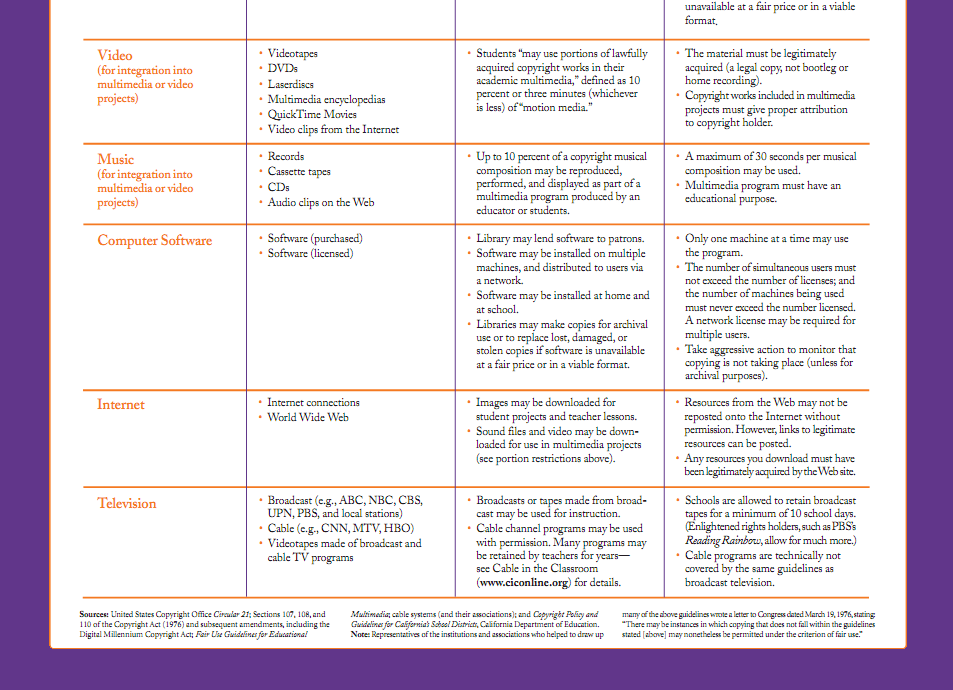 unavailable at a fair price or in a viable
format.
Video
(for integration into
multimedia or video
projects)
• Videotapes
• DVDs
• Laserdiscs
• Multimedia encyclopedias
• QuickTime Movies
• Video clips from the Internet
• Students “may use portions of lawfully
acquired copyright works in their
academic multimedia,” defined as 10
percent or three minutes (whichever
is less) of “motion media.”
• The material must be legitimately
acquired (a legal copy, not bootleg or
home recording).
• Copyright works included in multimedia
projects must give proper attribution
to copyright holder.
Music
(for integration into
multimedia or video
projects)
• Records
• Cassette tapes
• CDs
• Audio clips on the Web
• Up to 10 percent of a copyright musical
composition may be reproduced,
performed, and displayed as part of a
multimedia program produced by an
educator or students.
• A maximum of 30 seconds per musical
composition may be used.
• Multimedia program must have an
educational purpose.
Computer Software
• Software (purchased)
• Software (licensed)
• Library may lend software to patrons.
• Software may be installed on multiple
machines, and distributed to users via
a network.
• Software may be installed at home and
at school.
• Libraries may make copies for archival
use or to replace lost, damaged, or
stolen copies if software is unavailable
at a fair price or in a viable format.
• Only one machine at a time may use
the program.
• The number of simultaneous users must
not exceed the number of licenses; and
the number of machines being used
must never exceed the number licensed.
A network license may be required for
multiple users.
• Take aggressive action to monitor that
copying is not taking place (unless for
archival purposes).
Internet
• Internet connections
• World Wide Web
• Images may be downloaded for
student projects and teacher lessons.
• Sound files and video may be down-
loaded for use in multimedia projects
(see portion restrictions above).
• Resources from the Web may not be
reposted onto the Internet without
permission. However, links to legitimate
resources can be posted.
• Any resources you download must have
been legitimately acquired by the Web site.
Television
• Broadcast (e.g., ABC, NBC, CBS,
UPN, PBS, and local stations)
• Cable (e.g., CNN, MTV, HBO)
• Videotapes made of broadcast and
cable TV programs
• Broadcasts or tapes made from broad-
cast may be used for instruction.
• Cable channel programs may be used
with permission. Many programs may
be retained by teachers for years—
see Cable in the Classroom
(www.ciconline.org) for details.
• Schools are allowed to retain broadcast
tapes for a minimum of 10 school days.
(Enlightened rights holders, such as PBS’s
Reading Rainbow, allow for much more.)
• Cable programs are technically not
covered by the same guidelines as
broadcast television.
Sources: United States Copyright Office Circular 21; Sections 107, 108, and
110 of the Copyright Act (1976) and subsequent amendments, including the
Digital Millennium Copyright Act; Fair Use Guidelines for Educational
Multimedia; cable systems (and their associations); and Copyright Policy and
Guidelines for California’s School Districts, California Department of Education.
Note: Representatives of the institutions and associations who helped to draw up
many of the above guidelines wrote a letter to Congress dated March 19, 1976, stating:
“There may be instances in which copying that does not fall within the guidelines
stated [above] may nonetheless be permitted under the criterion of fair use.”